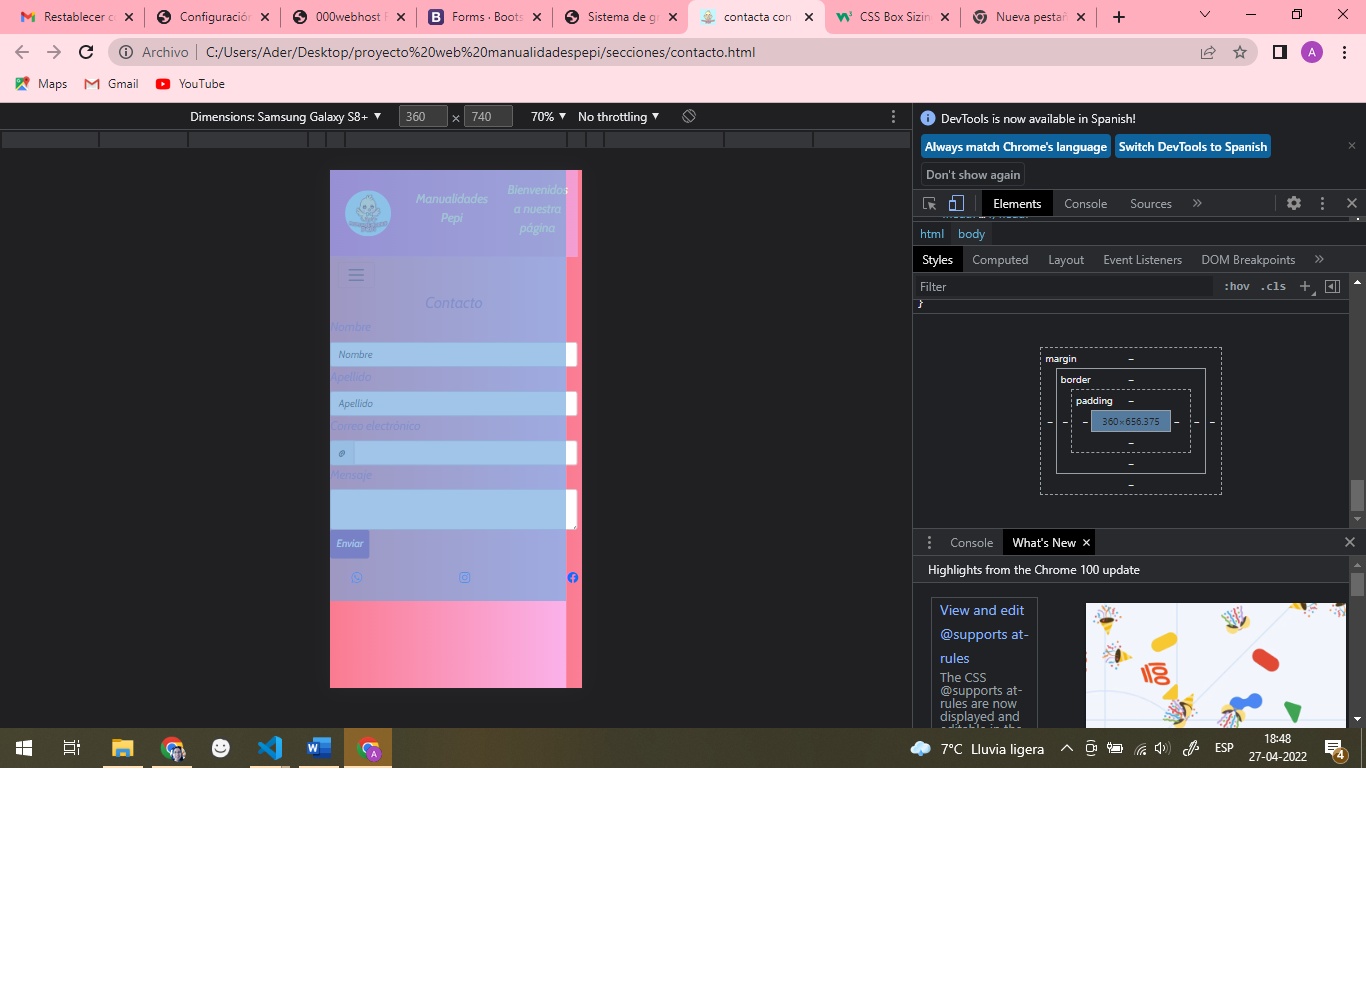 Restablecer c
Configuració
000webhost F
Forms · Boots
Sistema de g
contacta con
CSS Box Sizin
Nueva pestañ
Archivo
C:/Users/Ader/Desktop/proyecto%20web%20manualidadespepi/secciones/contacto.html
A
Maps
Gmail
YouTube
Dimensions: Samsung Galaxy S8+ ▼
360 × 740
70% ▼
No throttling ▼
DevTools is now available in Spanish!
Always match Chrome's language
Switch DevTools to Spanish
Don't show again
Elements
Console
Sources
»
html
body
Styles
Computed
Layout
Event Listeners
DOM Breakpoints
»
Filter
:hov
.cls
+
}
Manualidades
Pepi
Bienvenidos
a nuestra
página
Contacto
Nombre
Nombre
Apellido
Apellido
Correo electrónico
@
Mensaje
Enviar
margin
–
border
–
padding
–
– – – 360×656.375 – – –
–
–
–
Console
What's New ×
Highlights from the Chrome 100 update
View and edit
@supports at-
rules
The CSS
@supports at-
rules are now
displayed and
100
7°C Lluvia ligera
ESP
18:48
27-04-2022
4
A